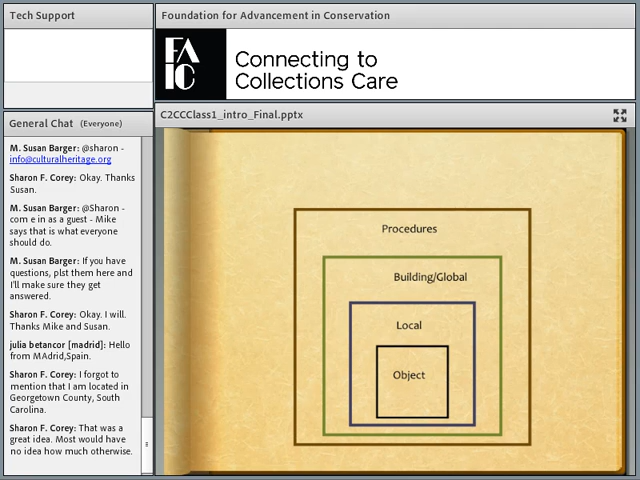 Tech Support
Foundation for Advancement in Conservation
FA
IC
Connecting to
Collections Care
General Chat (Everyone)
M. Susan Barger: @sharon -
info@culturalheritage.org
Sharon F. Corey: Okay. Thanks
Susan.
M. Susan Barger: @Sharon -
com e in as a guest - Mike
says that is what everyone
should do.
M. Susan Barger: If you have
questions, plst them here and
I'll make sure they get
answered.
Sharon F. Corey: Okay. I will.
Thanks Mike and Susan.
julia betancor [madrid]: Hello
from MAdrid,Spain.
Sharon F. Corey: I forgot to
mention that I am located in
Georgetown County, South
Carolina.
Sharon F. Corey: That was a
great idea. Most would have
no idea how much otherwise.
C2CCClass1_intro_Final.pptx
Procedures
Building/Global
Local
Object